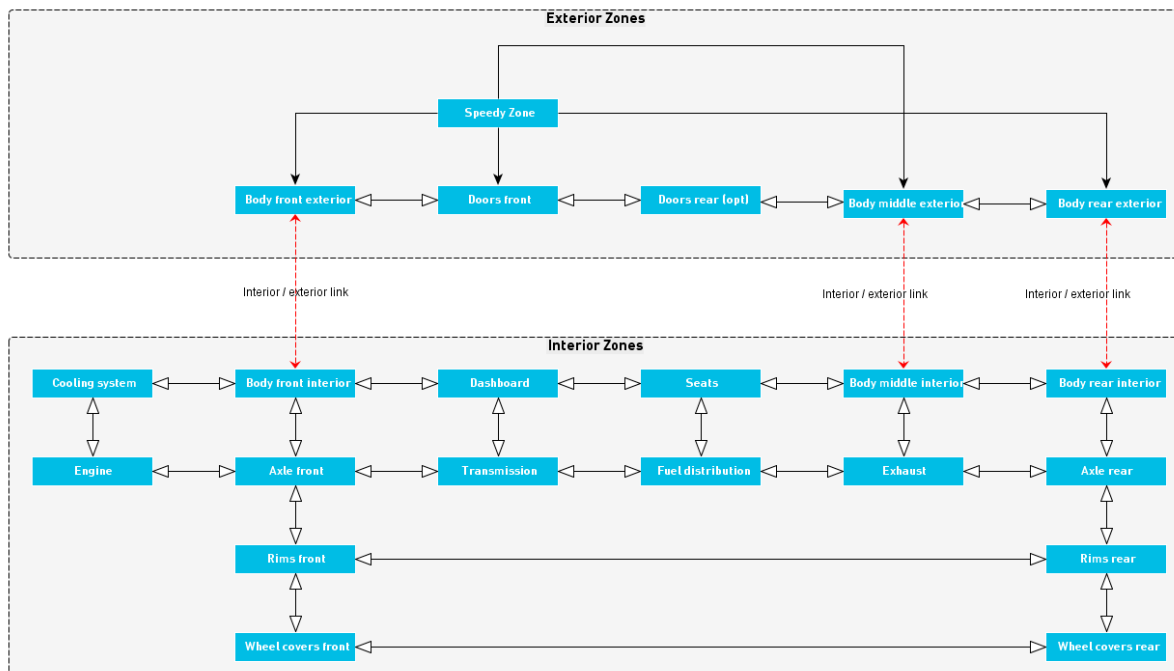 Exterior Zones
Speedy Zone
Body front exterior
Doors front
Doors rear (opt)
Body middle exterior
Body rear exterior
Interior / exterior link
Interior / exterior link
Interior / exterior link
Interior Zones
Cooling system
Body front interior
Dashboard
Seats
Body middle interior
Body rear interior
Engine
Axle front
Transmission
Fuel distribution
Exhaust
Axle rear
Rims front
Rims rear
Wheel covers front
Wheel covers rear